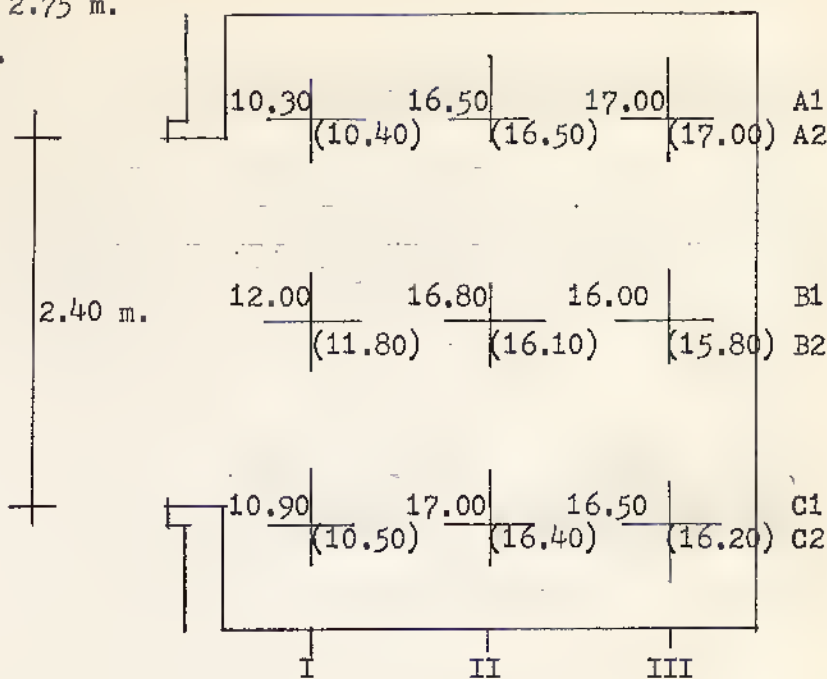 2.75 m.
10.30 16.50 17.00 A1
(10.40) (16.50) (17.00) A2
12.00 16.80 16.00 B1
2.40 m.
(11.80) (16.10) (15.80) B2
10.90 17.00 16.50 C1
(10.50) (16.40) (16.20) C2
I II III